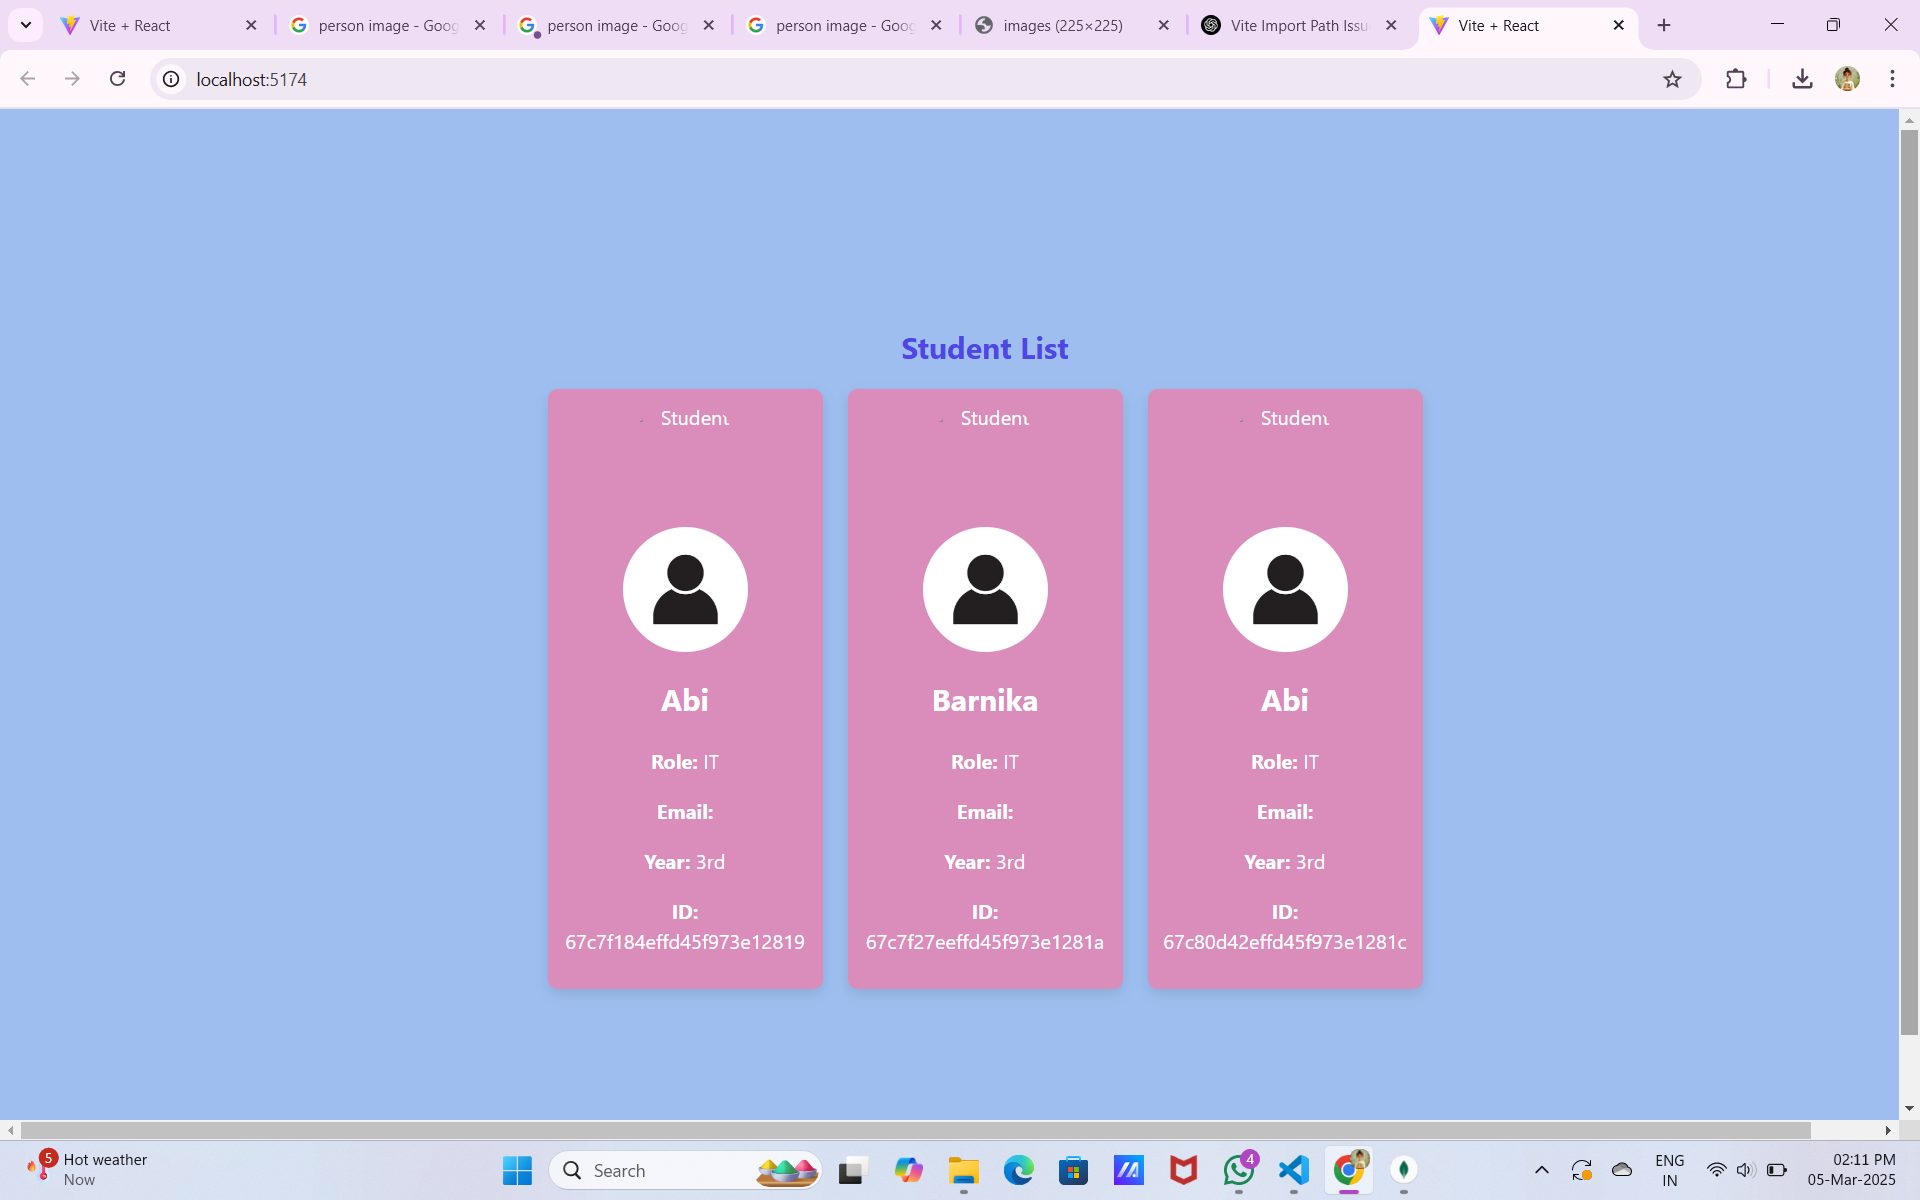 Vite + React
person image - Goog
person image - Goog
person image - Goog
images (225×225)
Vite Import Path Issu
Vite + React
localhost:5174
Student List
Student
Student
Student
Abi
Barnika
Abi
Role: IT
Role: IT
Role: IT
Email:
Email:
Email:
Year: 3rd
Year: 3rd
Year: 3rd
ID:
ID:
ID:
67c7f184effd45f973e12819
67c7f27eeffd45f973e1281a
67c80d42effd45f973e1281c
5
Hot weather
Now
Search
4
ENG
IN
02:11 PM
05-Mar-2025